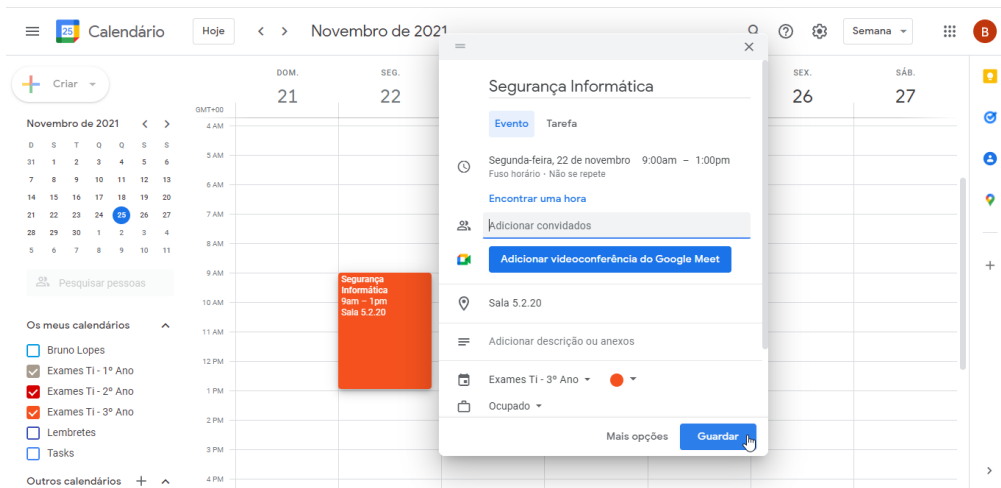 25 Calendário Hoje Novembro de 2021 Semana B
Criar
Novembro de 2021
D S T Q Q S S
31 1 2 3 4 5 6
7 8 9 10 11 12 13
14 15 16 17 18 19 20
21 22 23 24 25 26 27
28 29 30 1 2 3 4
5 6 7 8 9 10 11
Pesquisar pessoas
Os meus calendários
Bruno Lopes
Exames Ti - 1º Ano
Exames Ti - 2º Ano
Exames Ti - 3º Ano
Lembretes
Tasks
Outros calendários
DOM. SEG. SEX. SÁB.
21 22 26 27
GMT+00
4 AM
5 AM
6 AM
7 AM
8 AM
9 AM
10 AM
11 AM
12 PM
1 PM
2 PM
3 PM
4 PM
Segurança
Informática
9am – 1pm
Sala 5.2.20
Segurança Informática
Evento Tarefa
Segunda-feira, 22 de novembro 9:00am – 1:00pm
Fuso horário · Não se repete
Encontrar uma hora
Adicionar convidados
Adicionar videoconferência do Google Meet
Sala 5.2.20
Adicionar descrição ou anexos
Exames Ti - 3º Ano
Ocupado
Mais opções Guardar